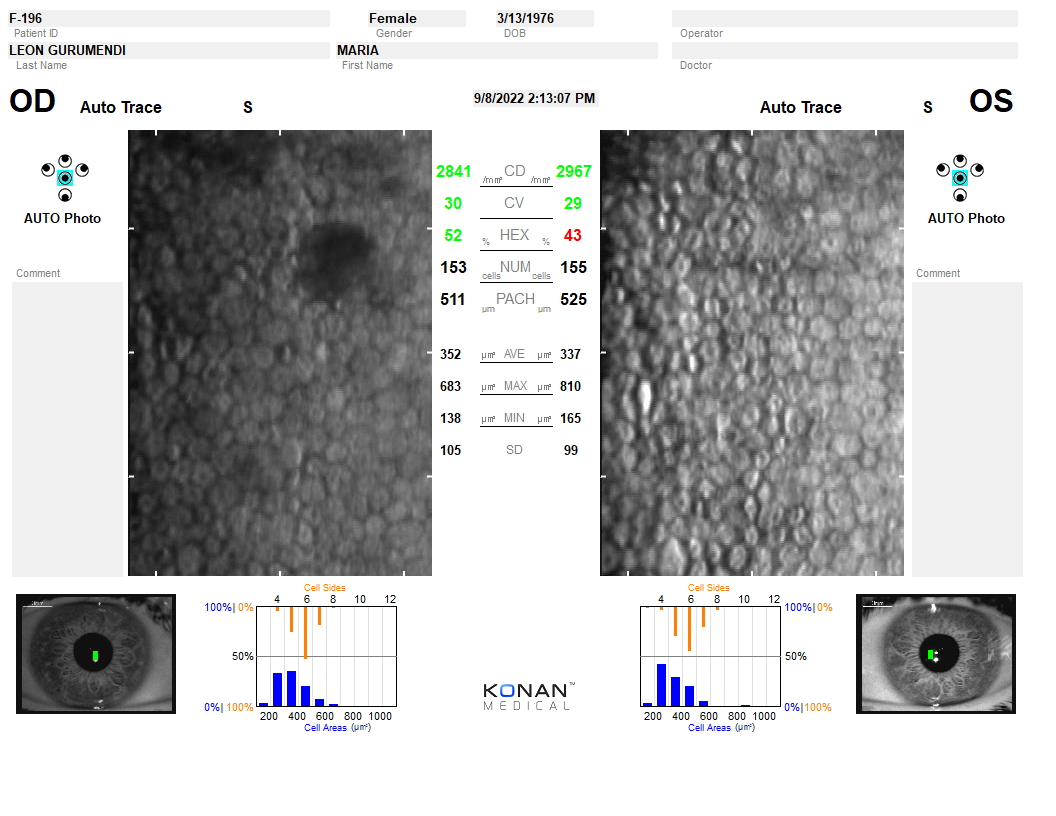 F-196 Female 3/13/1976
Patient ID Gender DOB Operator
LEON GURUMENDI MARIA
Last Name First Name Doctor
OD Auto Trace S 9/8/2022 2:13:07 PM Auto Trace S OS
2841 /mm² CD /mm² 2967
30 CV 29
AUTO Photo AUTO Photo
52 % HEX % 43
153 cells NUM cells 155
Comment Comment
511 µm PACH µm 525
352 µm² AVE µm² 337
683 µm² MAX µm² 810
138 µm² MIN µm² 165
105 SD 99
Cell Sides Cell Sides
4 6 8 10 12 4 6 8 10 12
100%|0% 100%|0%
50% 50%
0%|100% 0%|100%
200 400 600 800 1000 200 400 600 800 1000
Cell Areas (µm²) Cell Areas (µm²)
KONAN™
MEDICAL